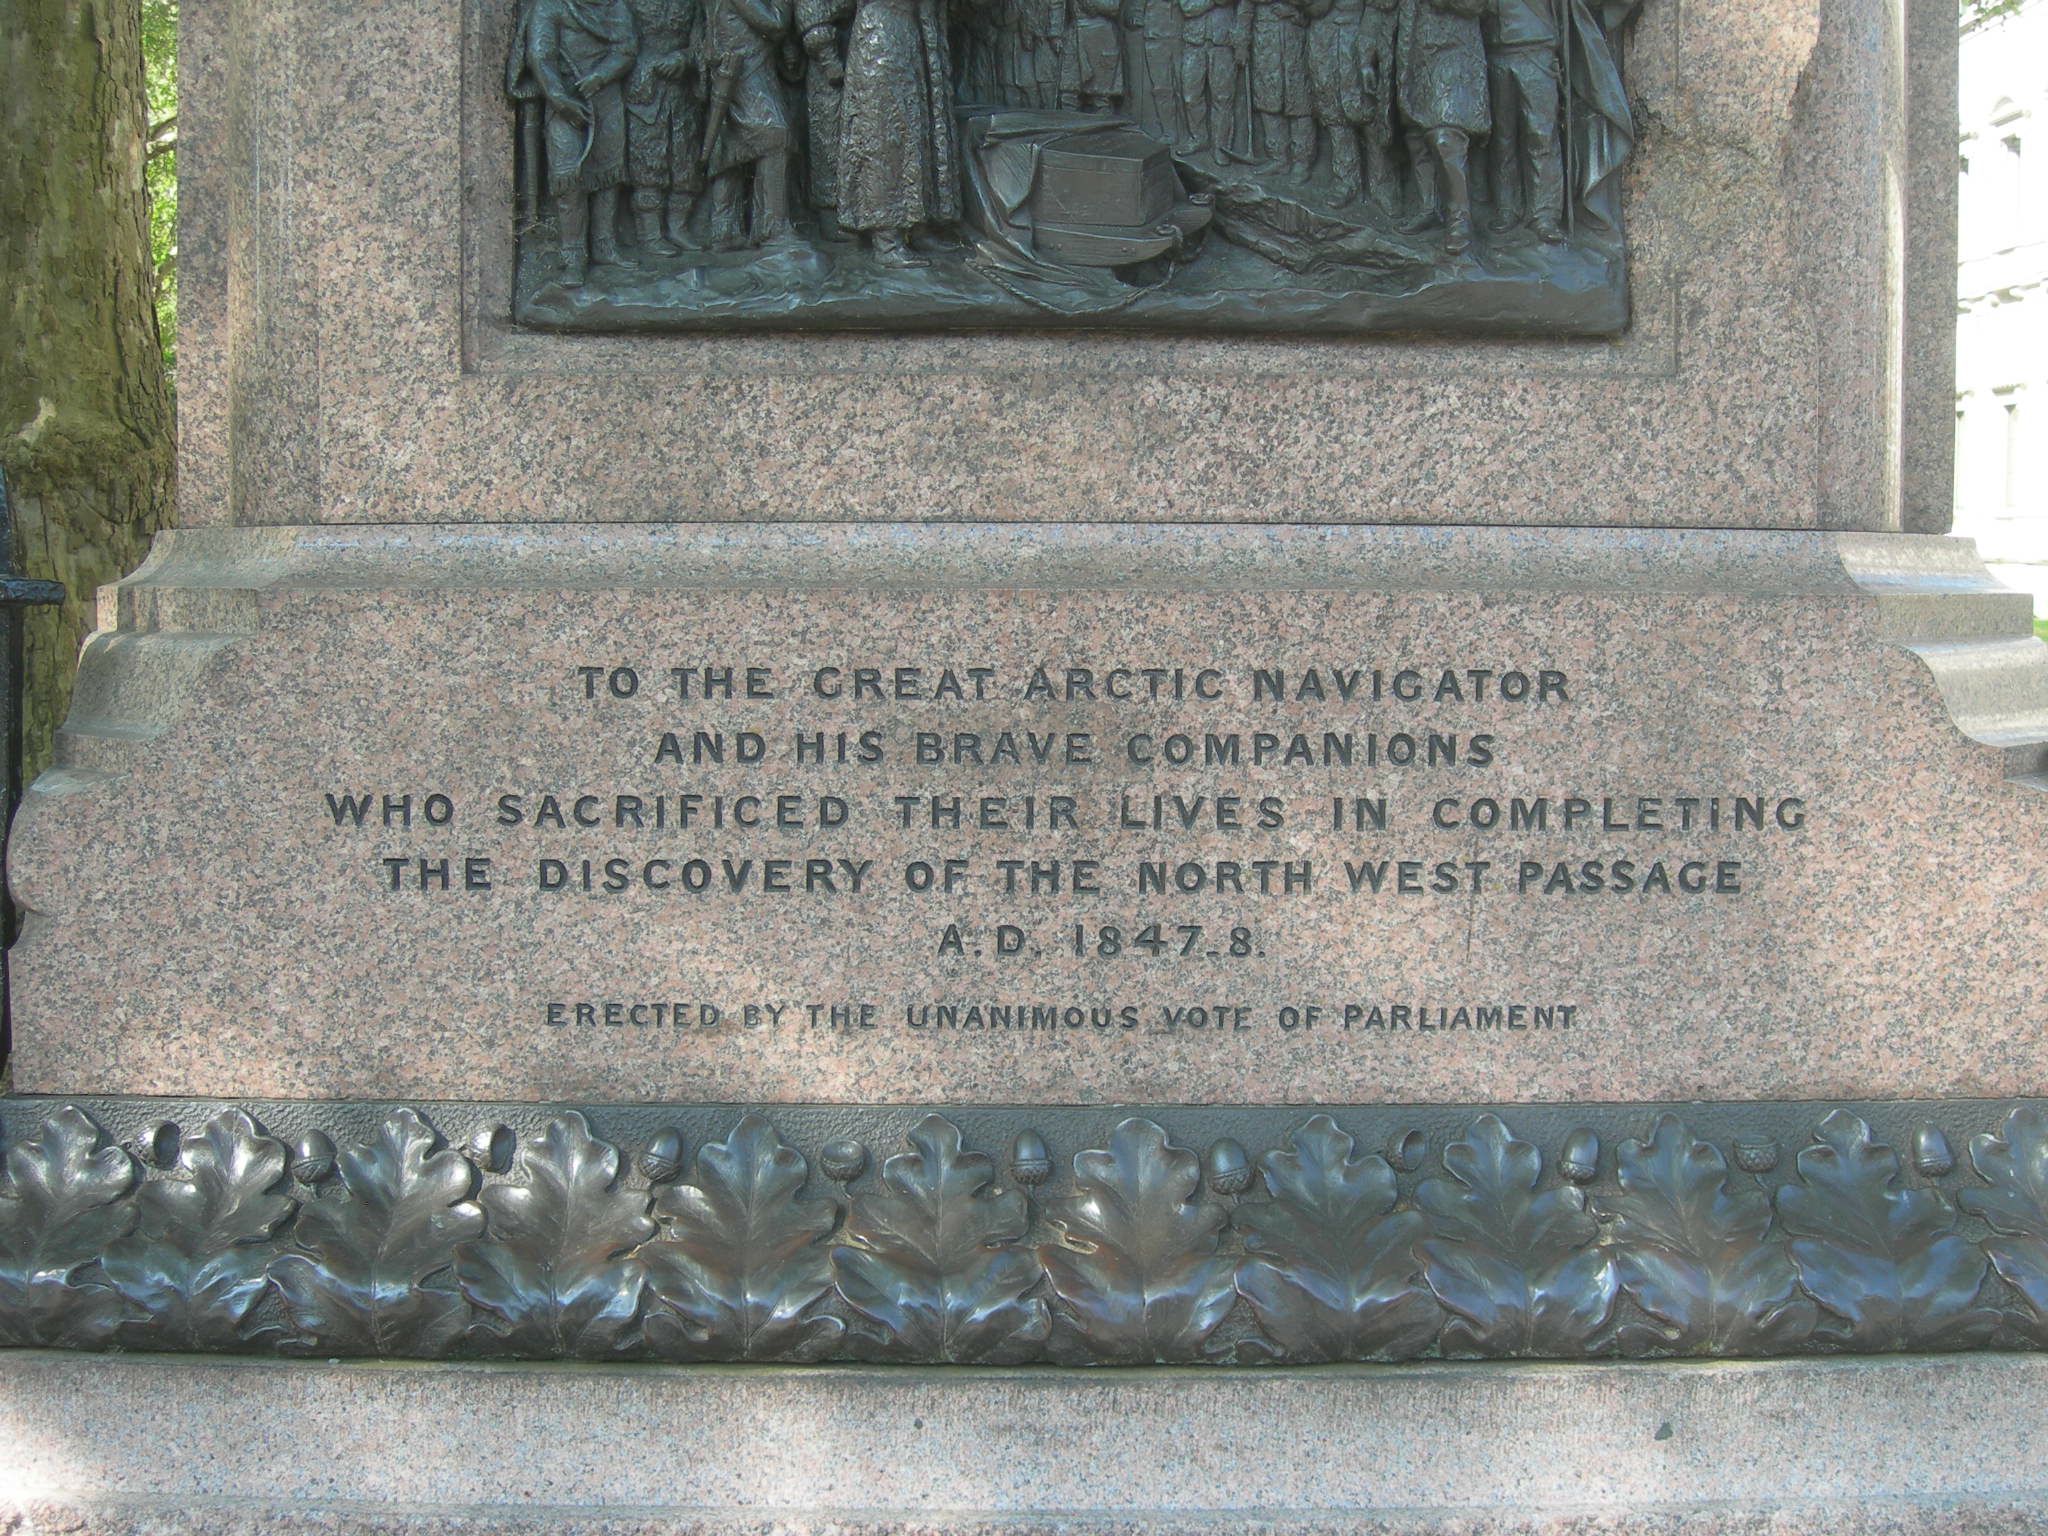 TO THE GREAT ARCTIC NAVIGATOR
AND HIS BRAVE COMPANIONS
WHO SACRIFICED THEIR LIVES IN COMPLETING
THE DISCOVERY OF THE NORTH WEST PASSAGE
A.D. 1847-8.
ERECTED BY THE UNANIMOUS VOTE OF PARLIAMENT